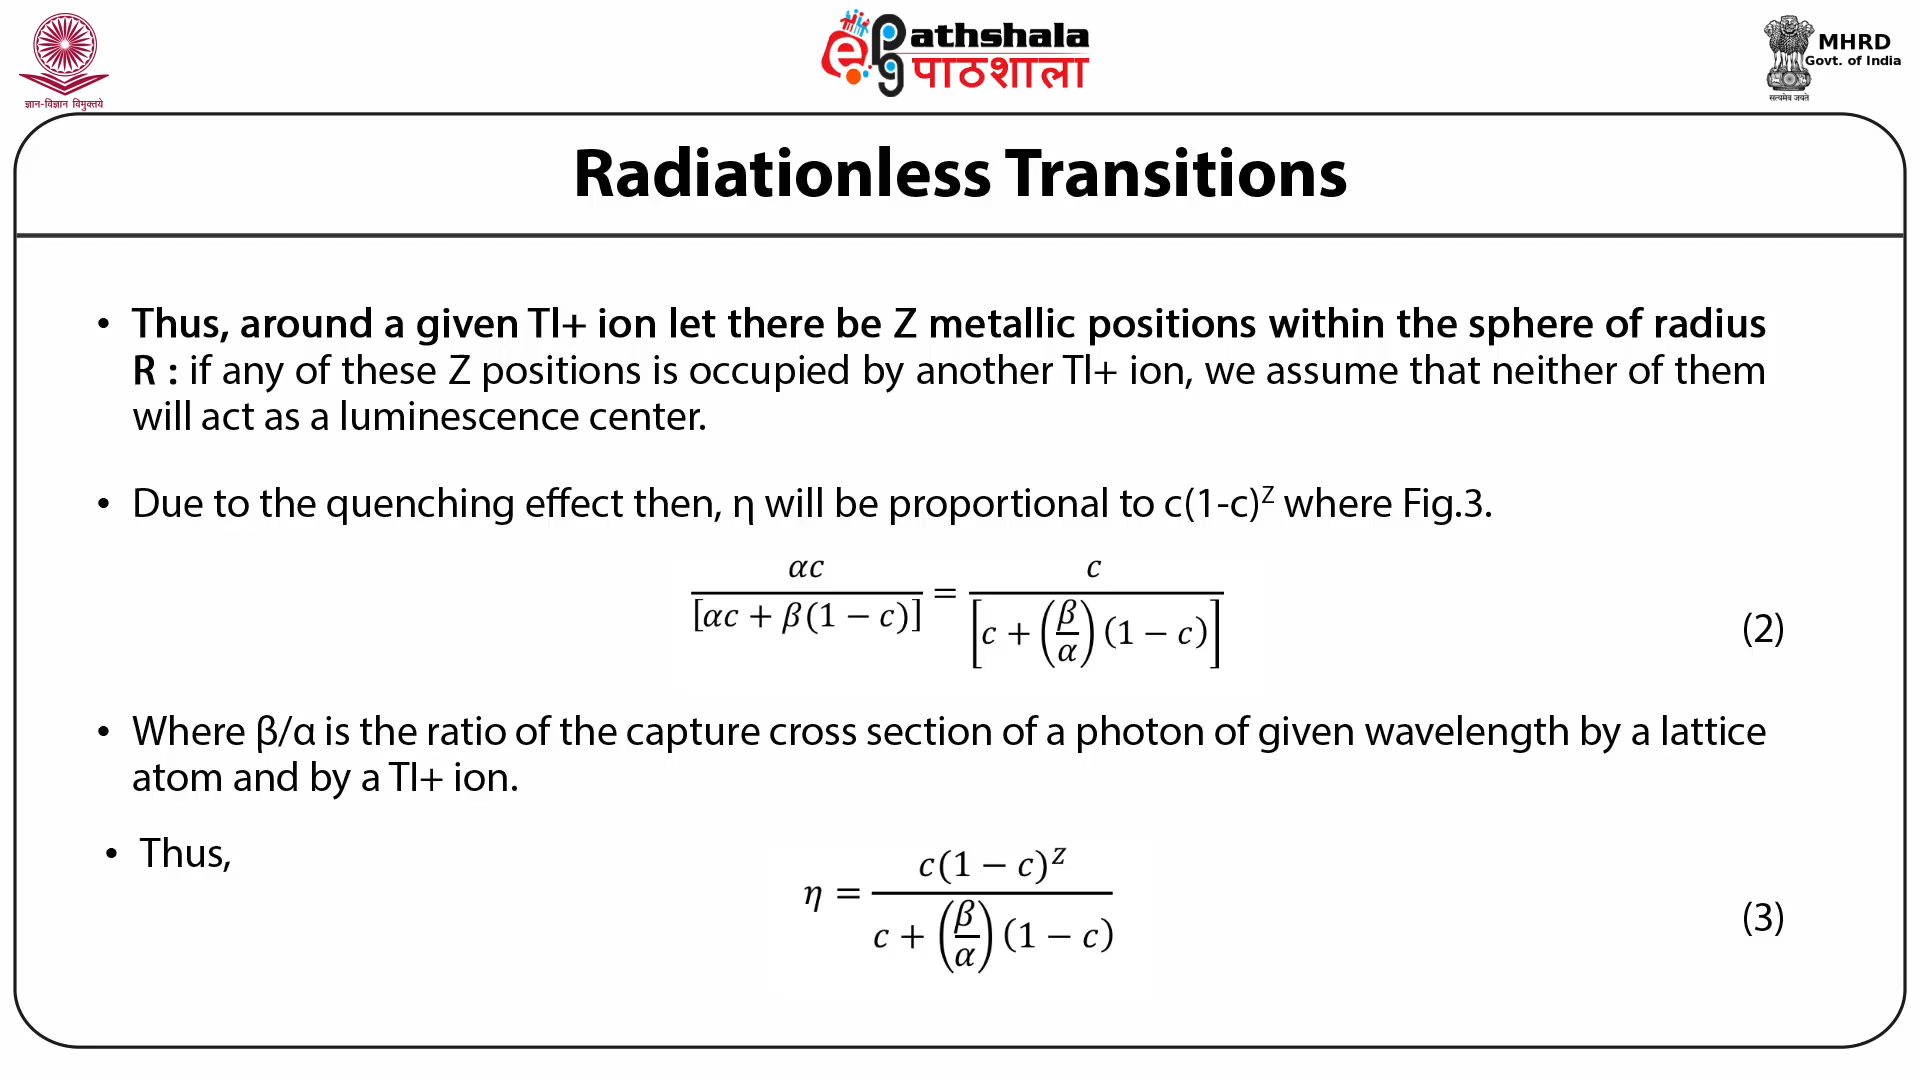 ज्ञान-विज्ञान विमुक्तये
ePGathshala
पाठशाला
MHRD
Govt. of India
सत्यमेव जयते
Radiationless Transitions
• Thus, around a given Tl+ ion let there be Z metallic positions within the sphere of radius
R : if any of these Z positions is occupied by another Tl+ ion, we assume that neither of them
will act as a luminescence center.
• Due to the quenching effect then, η will be proportional to c(1-c)^Z where Fig.3.
αc / [αc + β(1 − c)] = c / [c + (β/α)(1 − c)] (2)
• Where β/α is the ratio of the capture cross section of a photon of given wavelength by a lattice
atom and by a Tl+ ion.
• Thus,
η = c(1 − c)^Z / c + (β/α)(1 − c) (3)